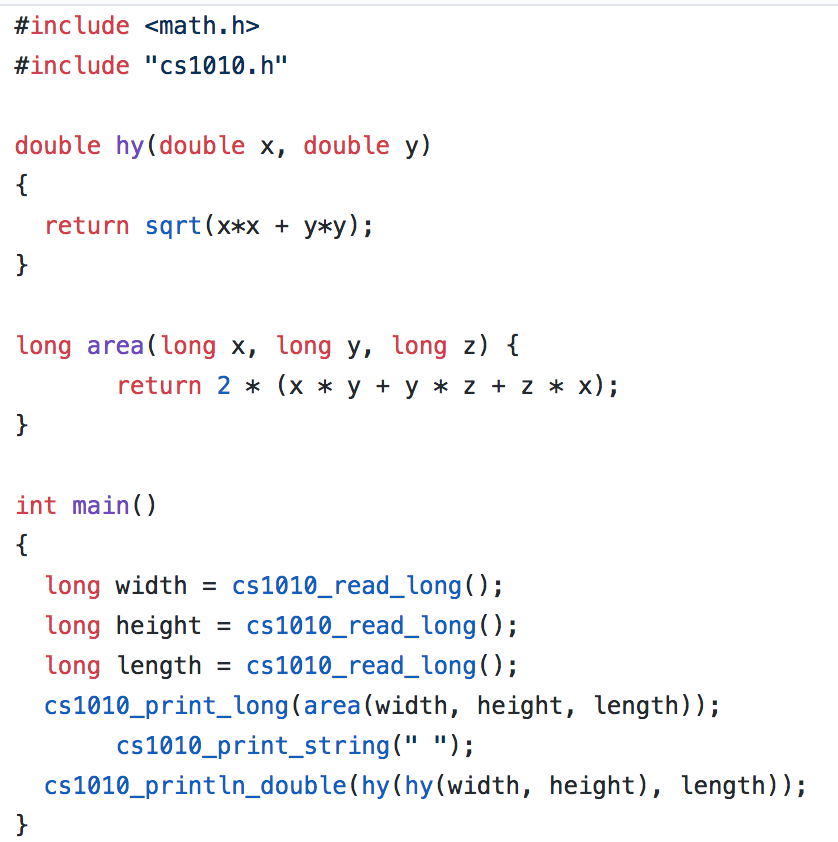 #include <math.h>
#include "cs1010.h"

double hy(double x, double y)
{
  return sqrt(x*x + y*y);
}

long area(long x, long y, long z) {
       return 2 * (x * y + y * z + z * x);
}

int main()
{
  long width = cs1010_read_long();
  long height = cs1010_read_long();
  long length = cs1010_read_long();
  cs1010_print_long(area(width, height, length));
       cs1010_print_string(" ");
  cs1010_println_double(hy(hy(width, height), length));
}